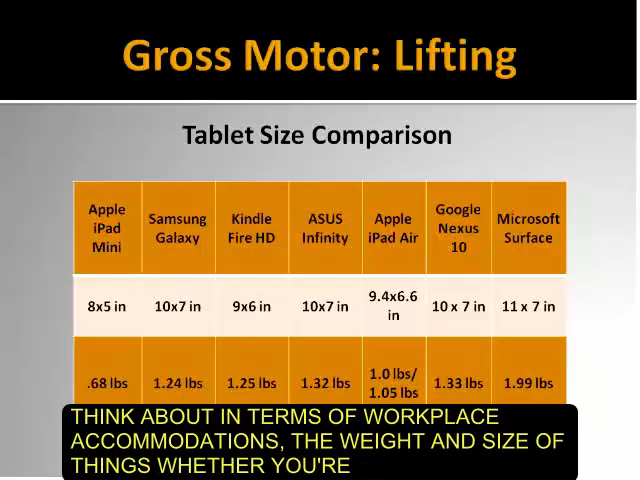 Gross Motor: Lifting
Tablet Size Comparison
Apple iPad Mini
Samsung Galaxy
Kindle Fire HD
ASUS Infinity
Apple iPad Air
Google Nexus 10
Microsoft Surface
8x5 in
10x7 in
9x6 in
10x7 in
9.4x6.6 in
10 x 7 in
11 x 7 in
.68 lbs
1.24 lbs
1.25 lbs
1.32 lbs
1.0 lbs/ 1.05 lbs
1.33 lbs
1.99 lbs
THINK ABOUT IN TERMS OF WORKPLACE
ACCOMMODATIONS, THE WEIGHT AND SIZE OF
THINGS WHETHER YOU'RE